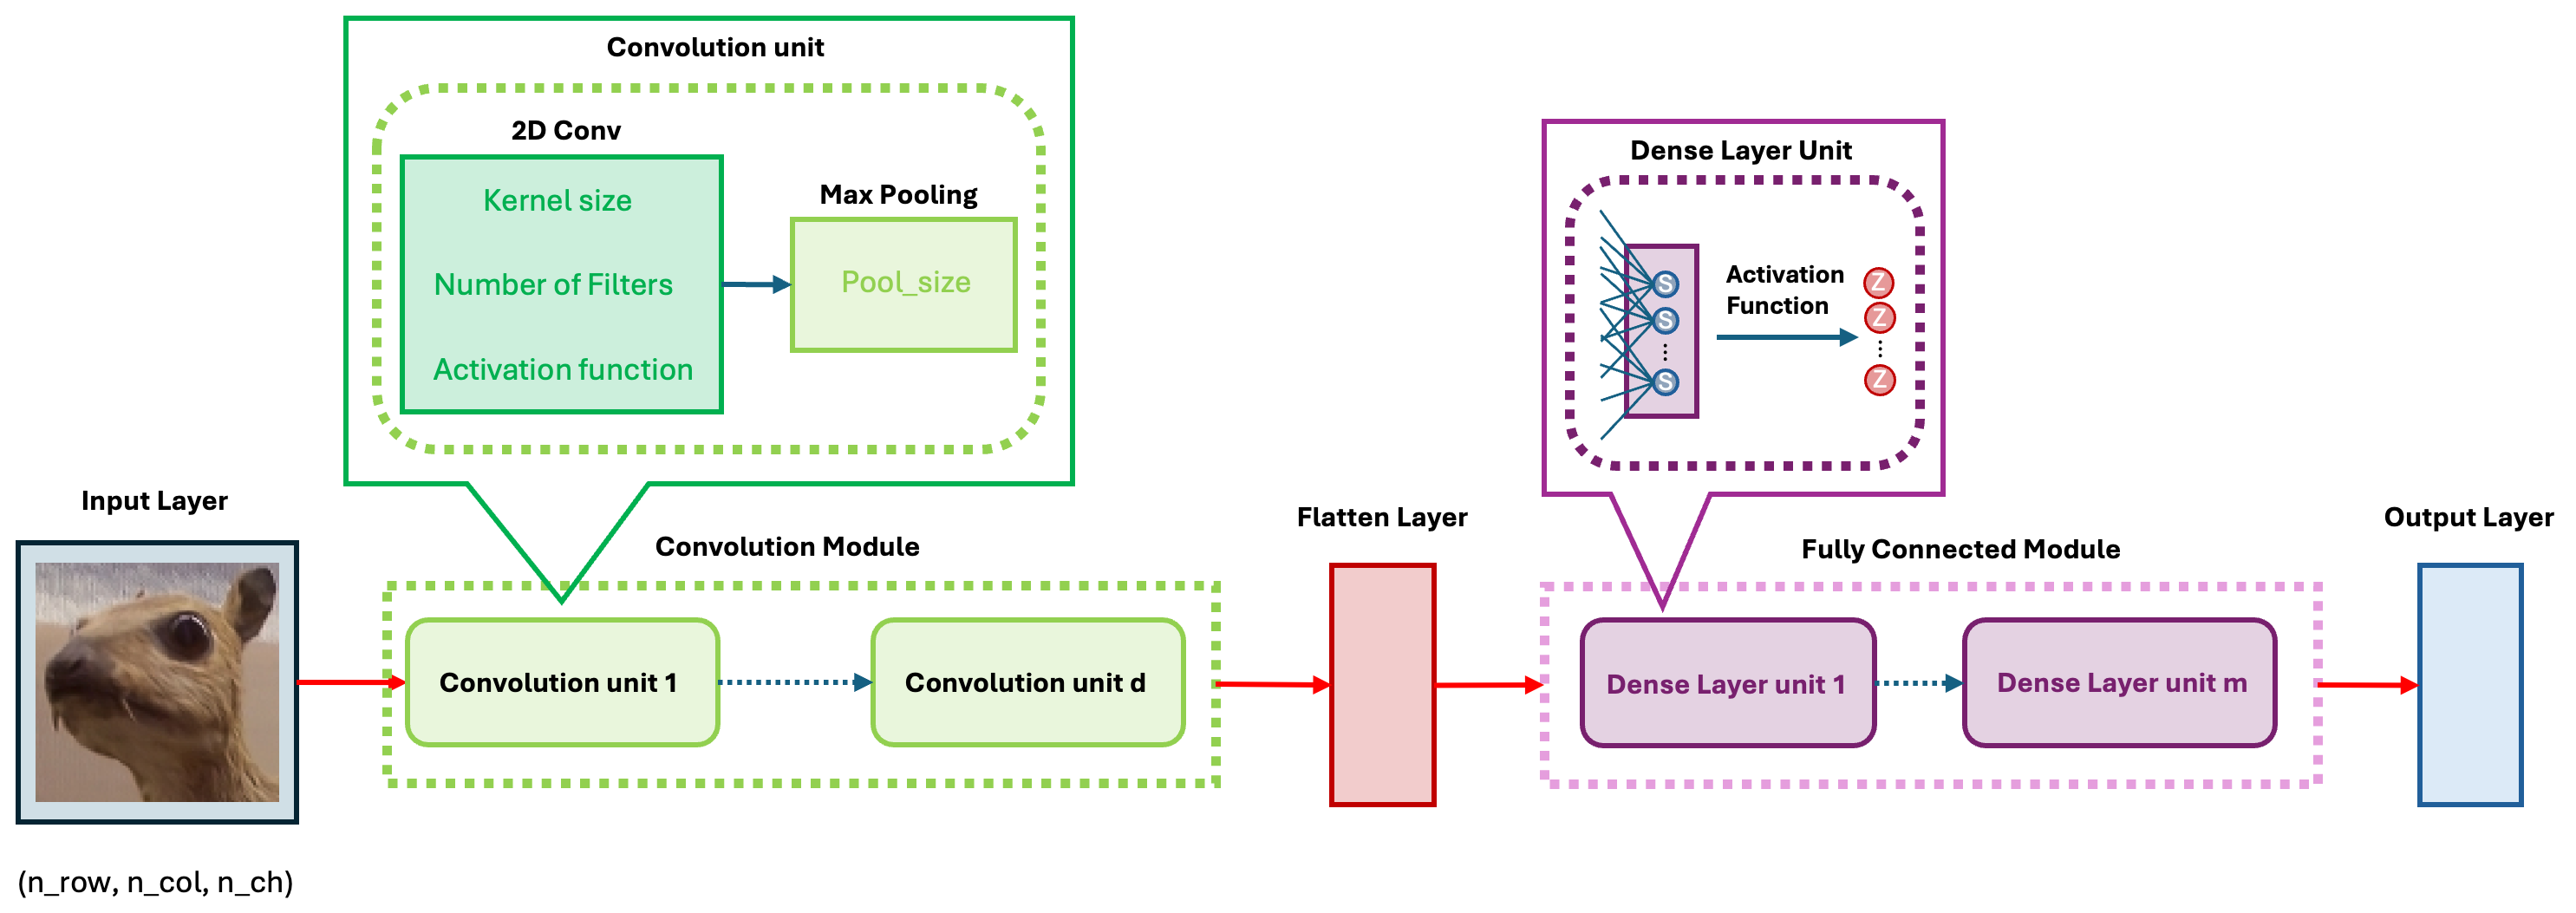 Convolution unit
2D Conv
Kernel size
Number of Filters
Activation function
Max Pooling
Pool_size
Dense Layer Unit
S
S
S
Activation
Function
Z
Z
Z
Input Layer
(n_row, n_col, n_ch)
Convolution Module
Convolution unit 1
Convolution unit d
Flatten Layer
Fully Connected Module
Dense Layer unit 1
Dense Layer unit m
Output Layer